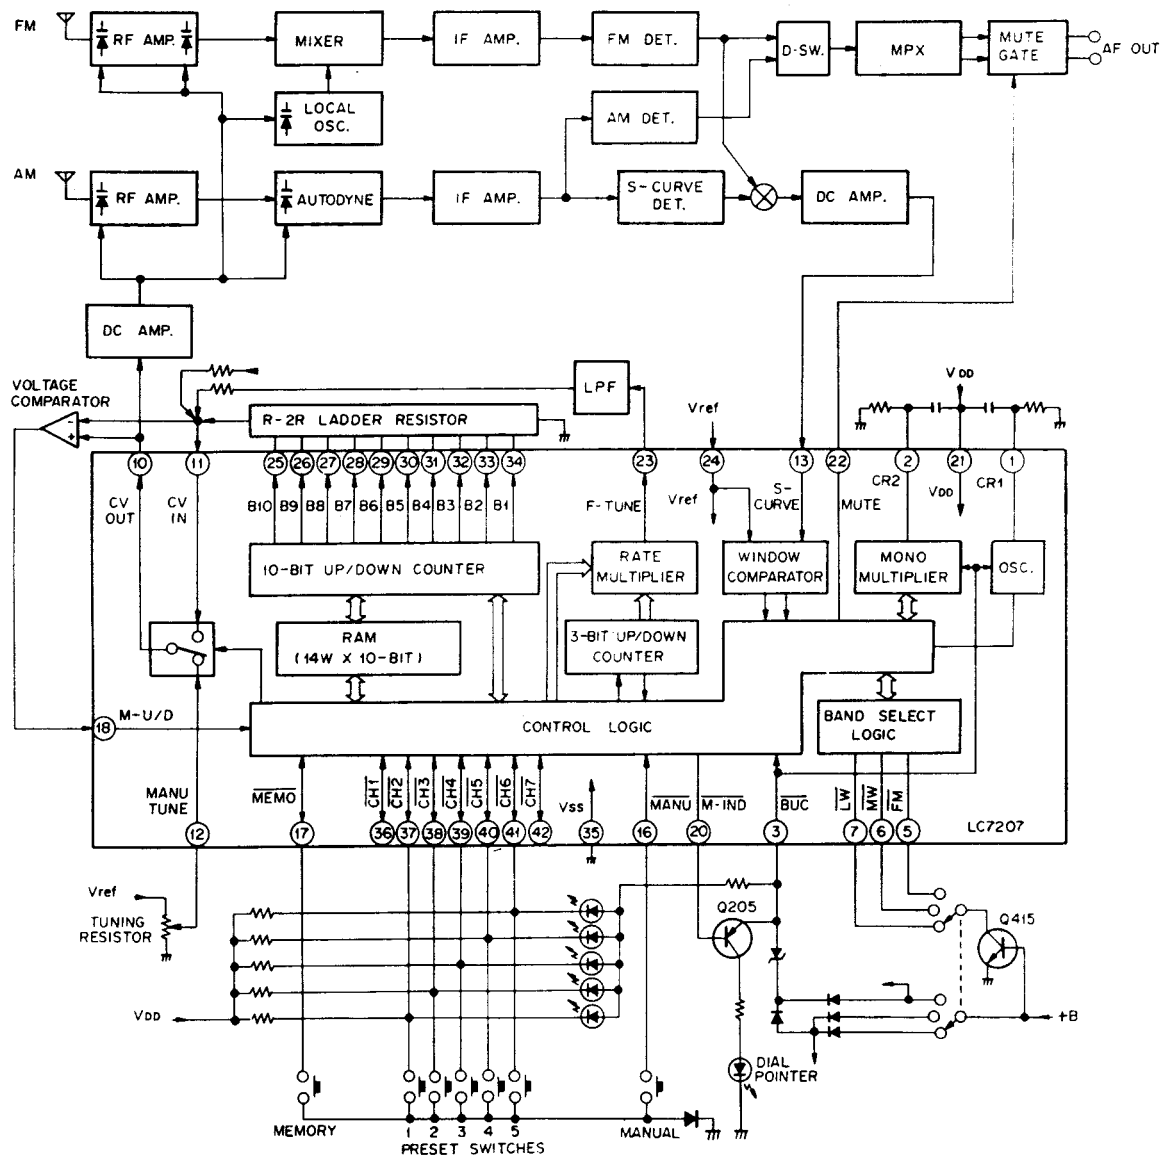 FM
RF AMP.
MIXER
IF AMP.
FM DET.
D-SW.
MPX
MUTE
GATE
AF OUT
LOCAL
OSC.
AM DET.
AM
RF AMP.
AUTODYNE
IF AMP.
S-CURVE
DET.
DC AMP.
DC AMP.
VOLTAGE
COMPARATOR
-
+
R-2R LADDER RESISTOR
LPF
Vref
VDD
10
11
25
26
27
28
29
30
31
32
33
34
23
24
13
22
2
21
1
CV
OUT
CV
IN
B10
B9
B8
B7
B6
B5
B4
B3
B2
B1
F-TUNE
Vref
S-
CURVE
MUTE
CR2
VDD
CR1
10-BIT UP/DOWN COUNTER
RATE
MULTIPLIER
WINDOW
COMPARATOR
MONO
MULTIPLIER
OSC.
RAM
(14W X 10-BIT)
3-BIT UP/DOWN
COUNTER
18
M-U/D
CONTROL LOGIC
BAND SELECT
LOGIC
MANU
TUNE
MEMO
CH1
CH2
CH3
CH4
CH5
CH6
CH7
VSS
MANU
M-IND
BUC
LW
MW
FM
LC7207
12
17
36
37
38
39
40
41
42
35
16
20
3
7
6
5
Vref
TUNING
RESISTOR
Q205
Q415
VDD
+B
DIAL
POINTER
MEMORY
1
2
3
4
5
MANUAL
PRESET SWITCHES